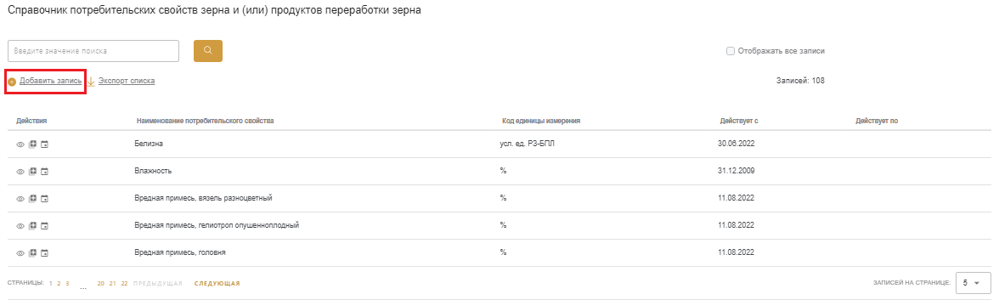 Справочник потребительских свойств зерна и (или) продуктов переработки зерна
Введите значение поиска
Отображать все записи
Добавить запись Экспорт списка Записей: 108
Действия Наименование потребительского свойства Код единицы измерения Действует с Действует по
Белизна усл. ед. РЗ-БПЛ 30.06.2022
Влажность % 31.12.2009
Вредная примесь, вязель разноцветный % 11.08.2022
Вредная примесь, гелиотроп опушенноплодный % 11.08.2022
Вредная примесь, головня % 11.08.2022
СТРАНИЦЫ: 1 2 3 ... 20 21 22 ПРЕДЫДУЩАЯ СЛЕДУЮЩАЯ ЗАПИСЕЙ НА СТРАНИЦЕ: 5